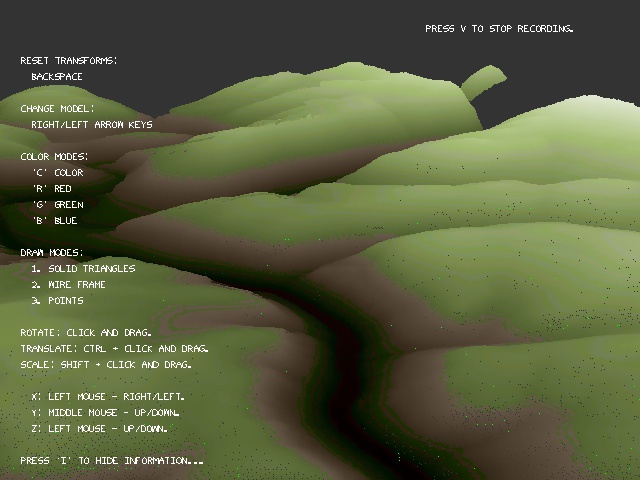 PRESS V TO STOP RECORDING.
RESET TRANSFORMS:
BACKSPACE
CHANGE MODEL:
RIGHT/LEFT ARROW KEYS
COLOR MODES:
'C' COLOR
'R' RED
'G' GREEN
'B' BLUE
DRAW MODES:
1. SOLID TRIANGLES
2. WIRE FRAME
3. POINTS
ROTATE: CLICK AND DRAG.
TRANSLATE: CTRL + CLICK AND DRAG.
SCALE: SHIFT + CLICK AND DRAG.
X: LEFT MOUSE - RIGHT/LEFT.
Y: MIDDLE MOUSE - UP/DOWN.
Z: LEFT MOUSE - UP/DOWN.
PRESS 'I' TO HIDE INFORMATION...